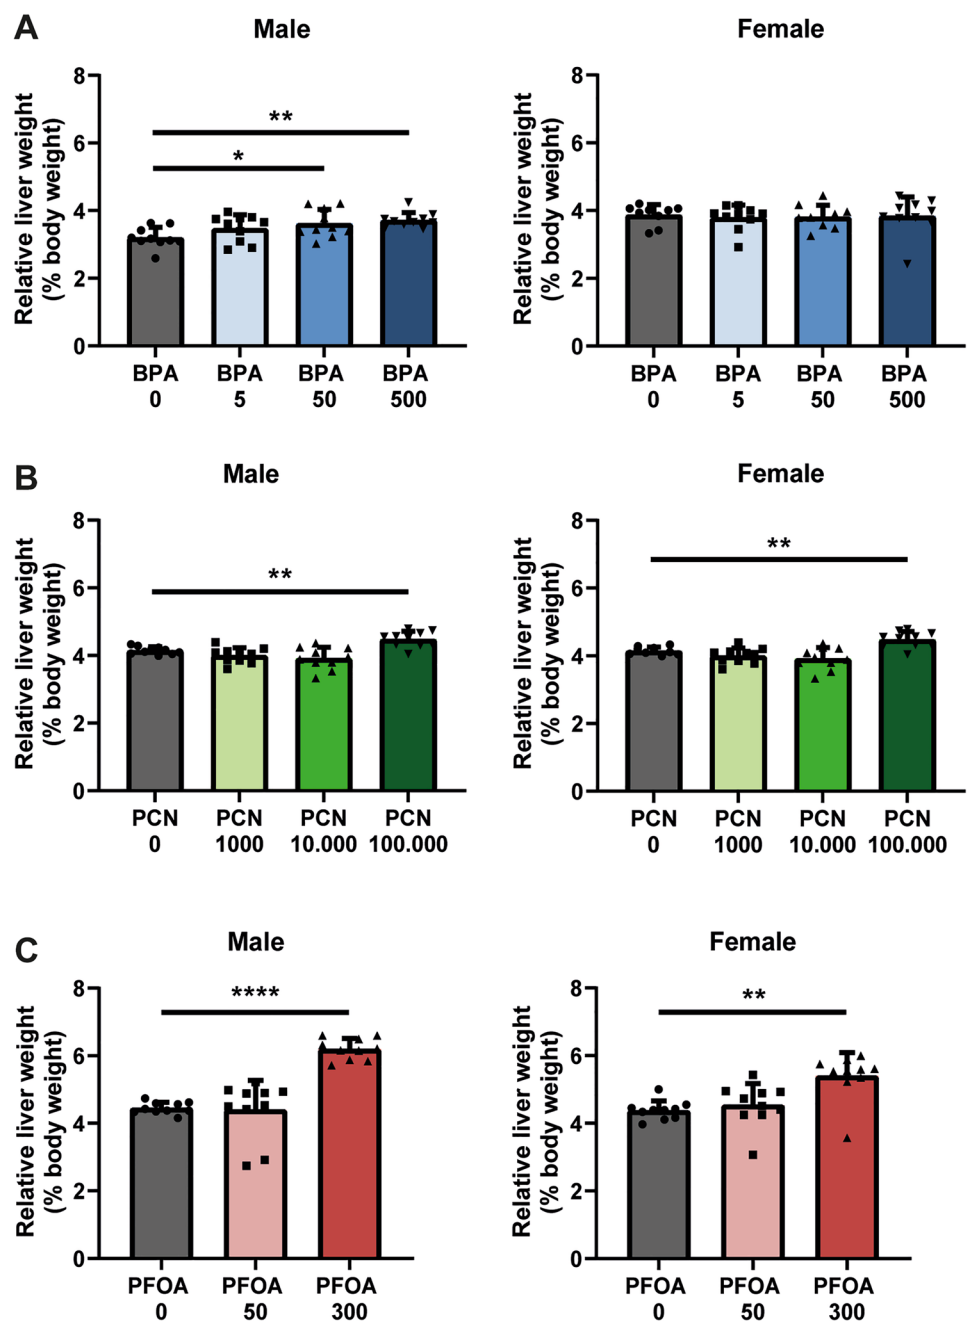 A
Male
Female
Relative liver weight
(% body weight)
8
6
4
2
0
**
*
BPA
0
BPA
5
BPA
50
BPA
500
Relative liver weight
(% body weight)
8
6
4
2
0
BPA
0
BPA
5
BPA
50
BPA
500
B
Male
Female
Relative liver weight
(% body weight)
8
6
4
2
0
**
PCN
0
PCN
1000
PCN
10.000
PCN
100.000
Relative liver weight
(% body weight)
8
6
4
2
0
**
PCN
0
PCN
1000
PCN
10.000
PCN
100.000
C
Male
Female
Relative liver weight
(% body weight)
8
6
4
2
0
****
PFOA
0
PFOA
50
PFOA
300
Relative liver weight
(% body weight)
8
6
4
2
0
**
PFOA
0
PFOA
50
PFOA
300